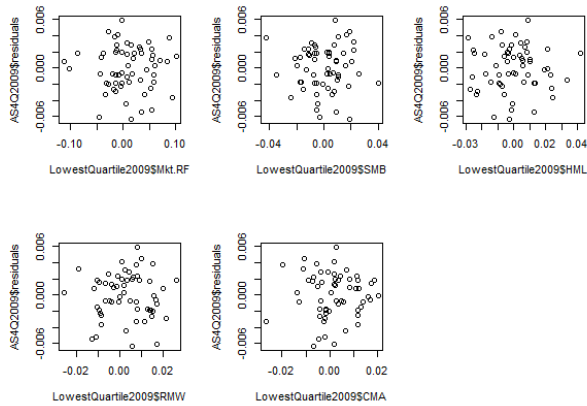 AS4Q2009$residuals
-0.006 0.000 0.006
-0.10 0.00 0.10
LowestQuartile2009$Mkt.RF
AS4Q2009$residuals
-0.006 0.000 0.006
-0.04 0.00 0.04
LowestQuartile2009$SMB
AS4Q2009$residuals
-0.006 0.000 0.006
-0.03 0.00 0.02 0.04
LowestQuartile2009$HML
AS4Q2009$residuals
-0.006 0.000 0.006
-0.02 0.00 0.02
LowestQuartile2009$RMW
AS4Q2009$residuals
-0.006 0.000 0.006
-0.02 0.00 0.02
LowestQuartile2009$CMA